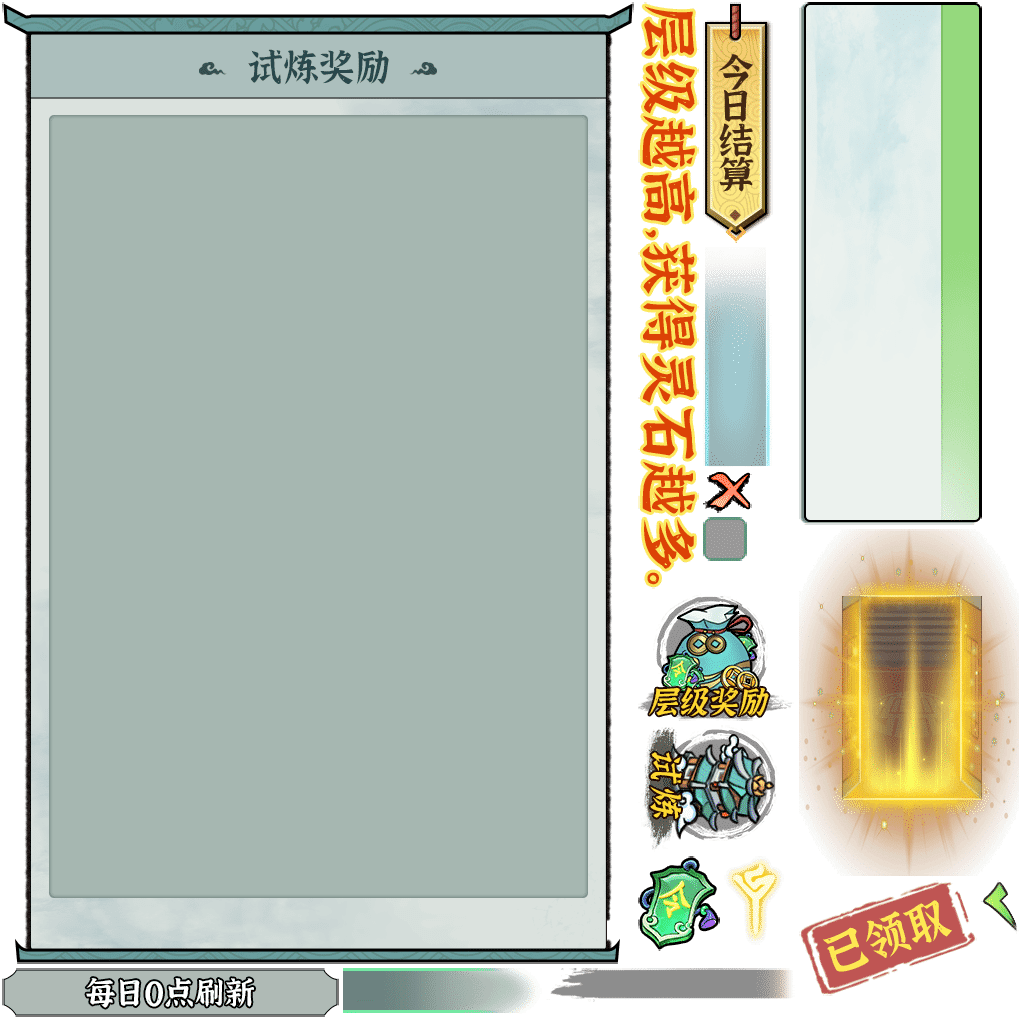 试炼奖励
层级越高,获得灵石越多。
今日结算
层级奖励
试炼
已领取
每日0点刷新